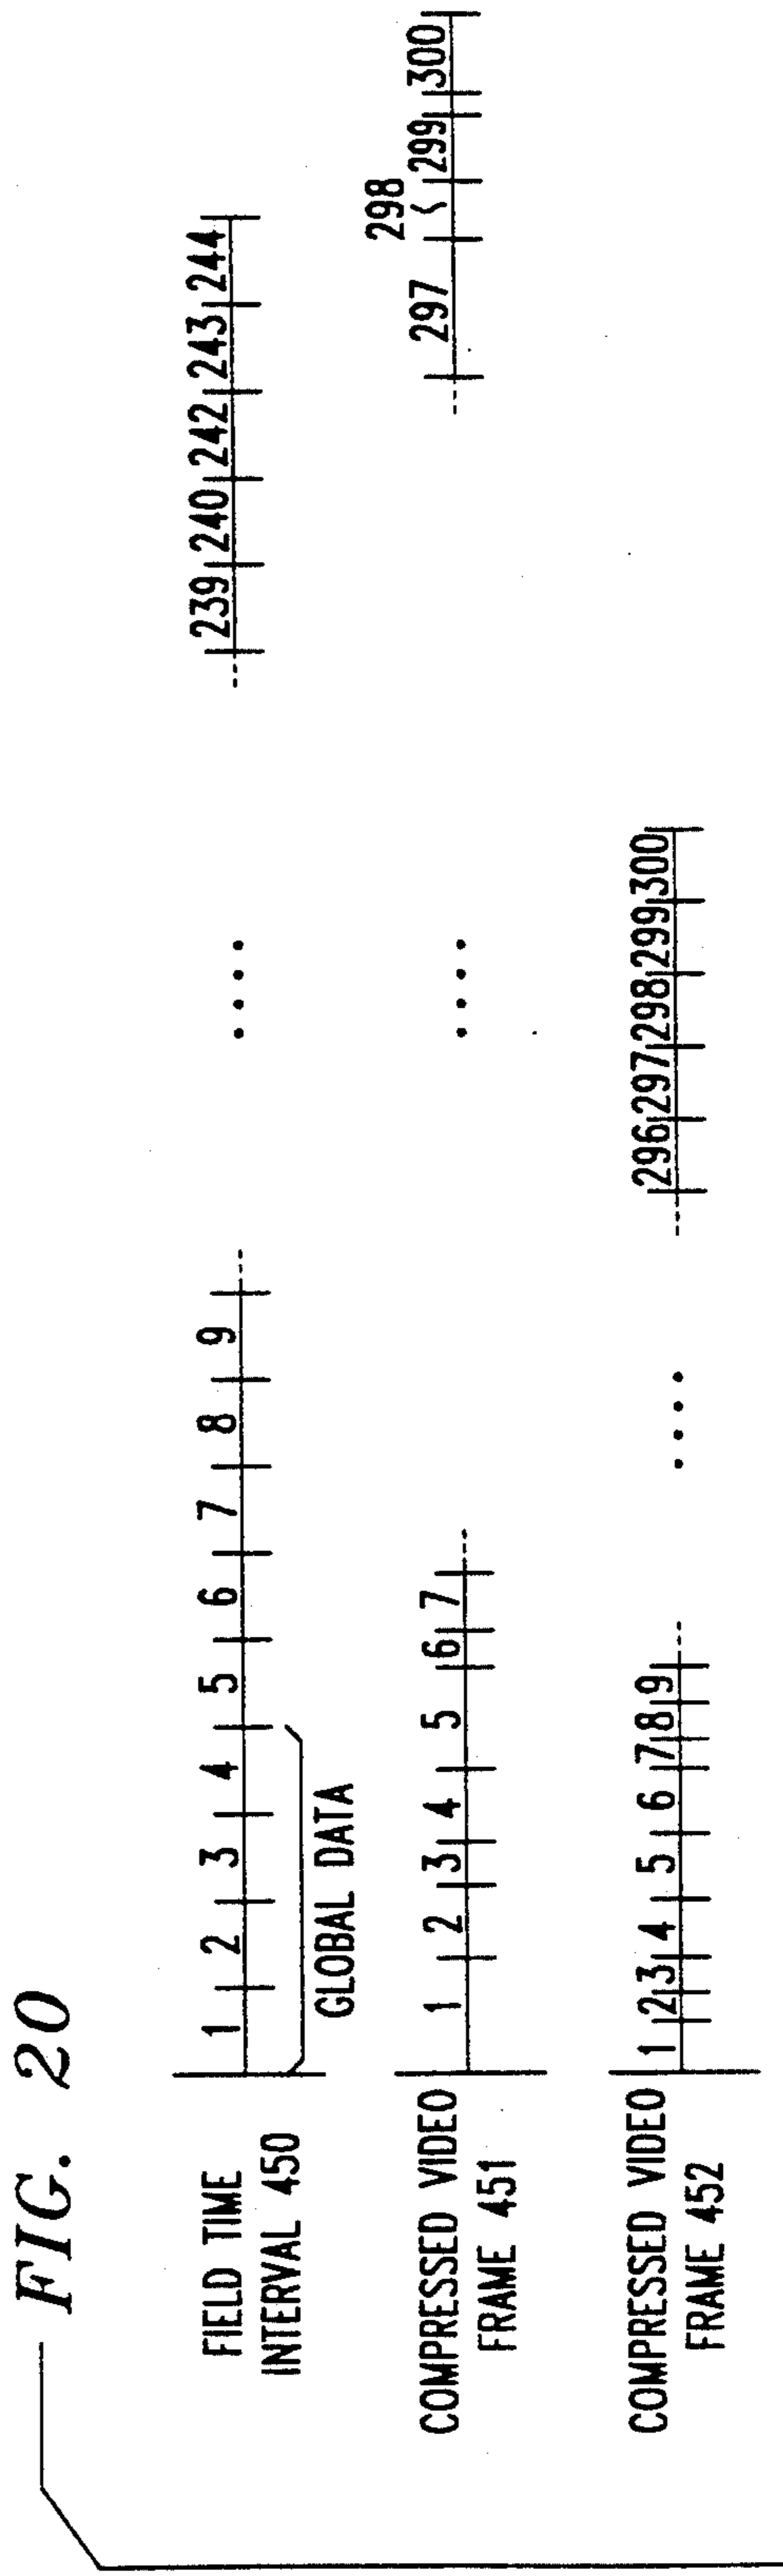 FIG. 20
FIELD TIME
INTERVAL 450
1 2 3 4 5 6 7 8 9 .... 239 240 242 243 244
GLOBAL DATA
COMPRESSED VIDEO
FRAME 451
1 2 3 4 5 6 7 .... 297 298 299 300
COMPRESSED VIDEO
FRAME 452
1 2 3 4 5 6 7 8 9 .... 296 297 298 299 300